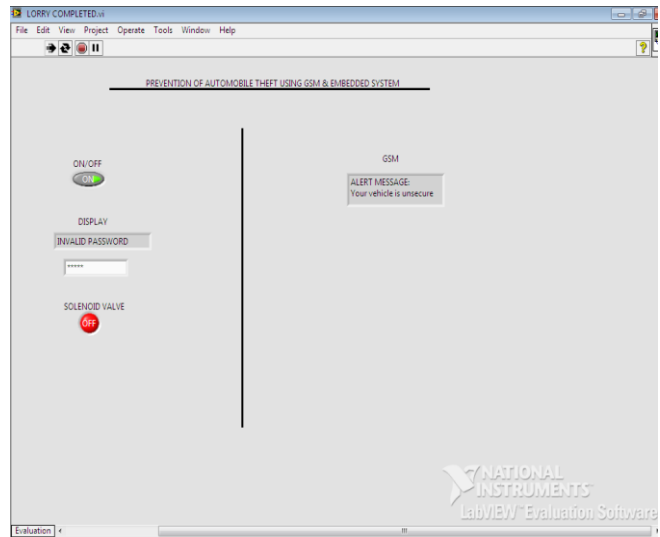 LORRY COMPLETED.vi
File Edit View Project Operate Tools Window Help
PREVENTION OF AUTOMOBILE THEFT USING GSM & EMBEDDED SYSTEM
ON/OFF
ON
DISPLAY
INVALID PASSWORD
*****
SOLENOID VALVE
OFF
GSM
ALERT MESSAGE:
Your vehicle is unsecure
NATIONAL
INSTRUMENTS™
LabVIEW™ Evaluation Software
Evaluation